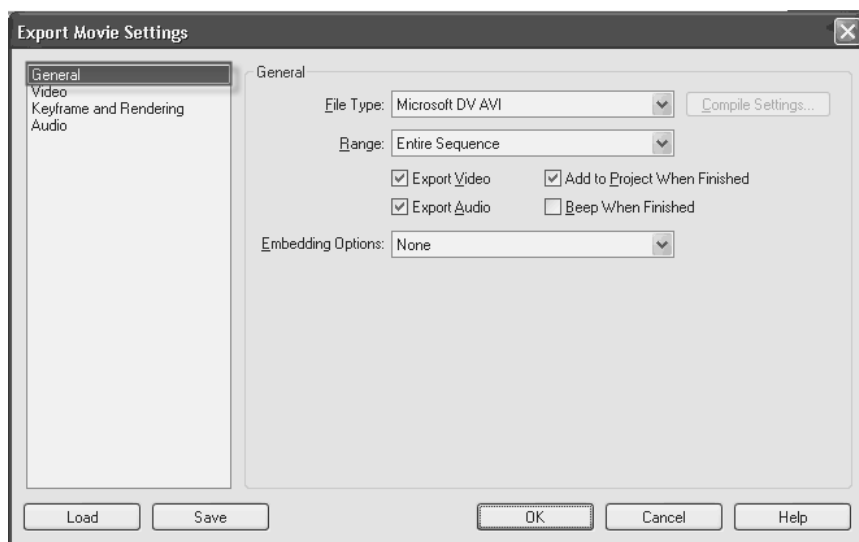 Export Movie Settings
General
Video
Keyframe and Rendering
Audio
General
File Type: Microsoft DV AVI Compile Settings...
Range: Entire Sequence
Export Video Add to Project When Finished
Export Audio Beep When Finished
Embedding Options: None
Load Save OK Cancel Help